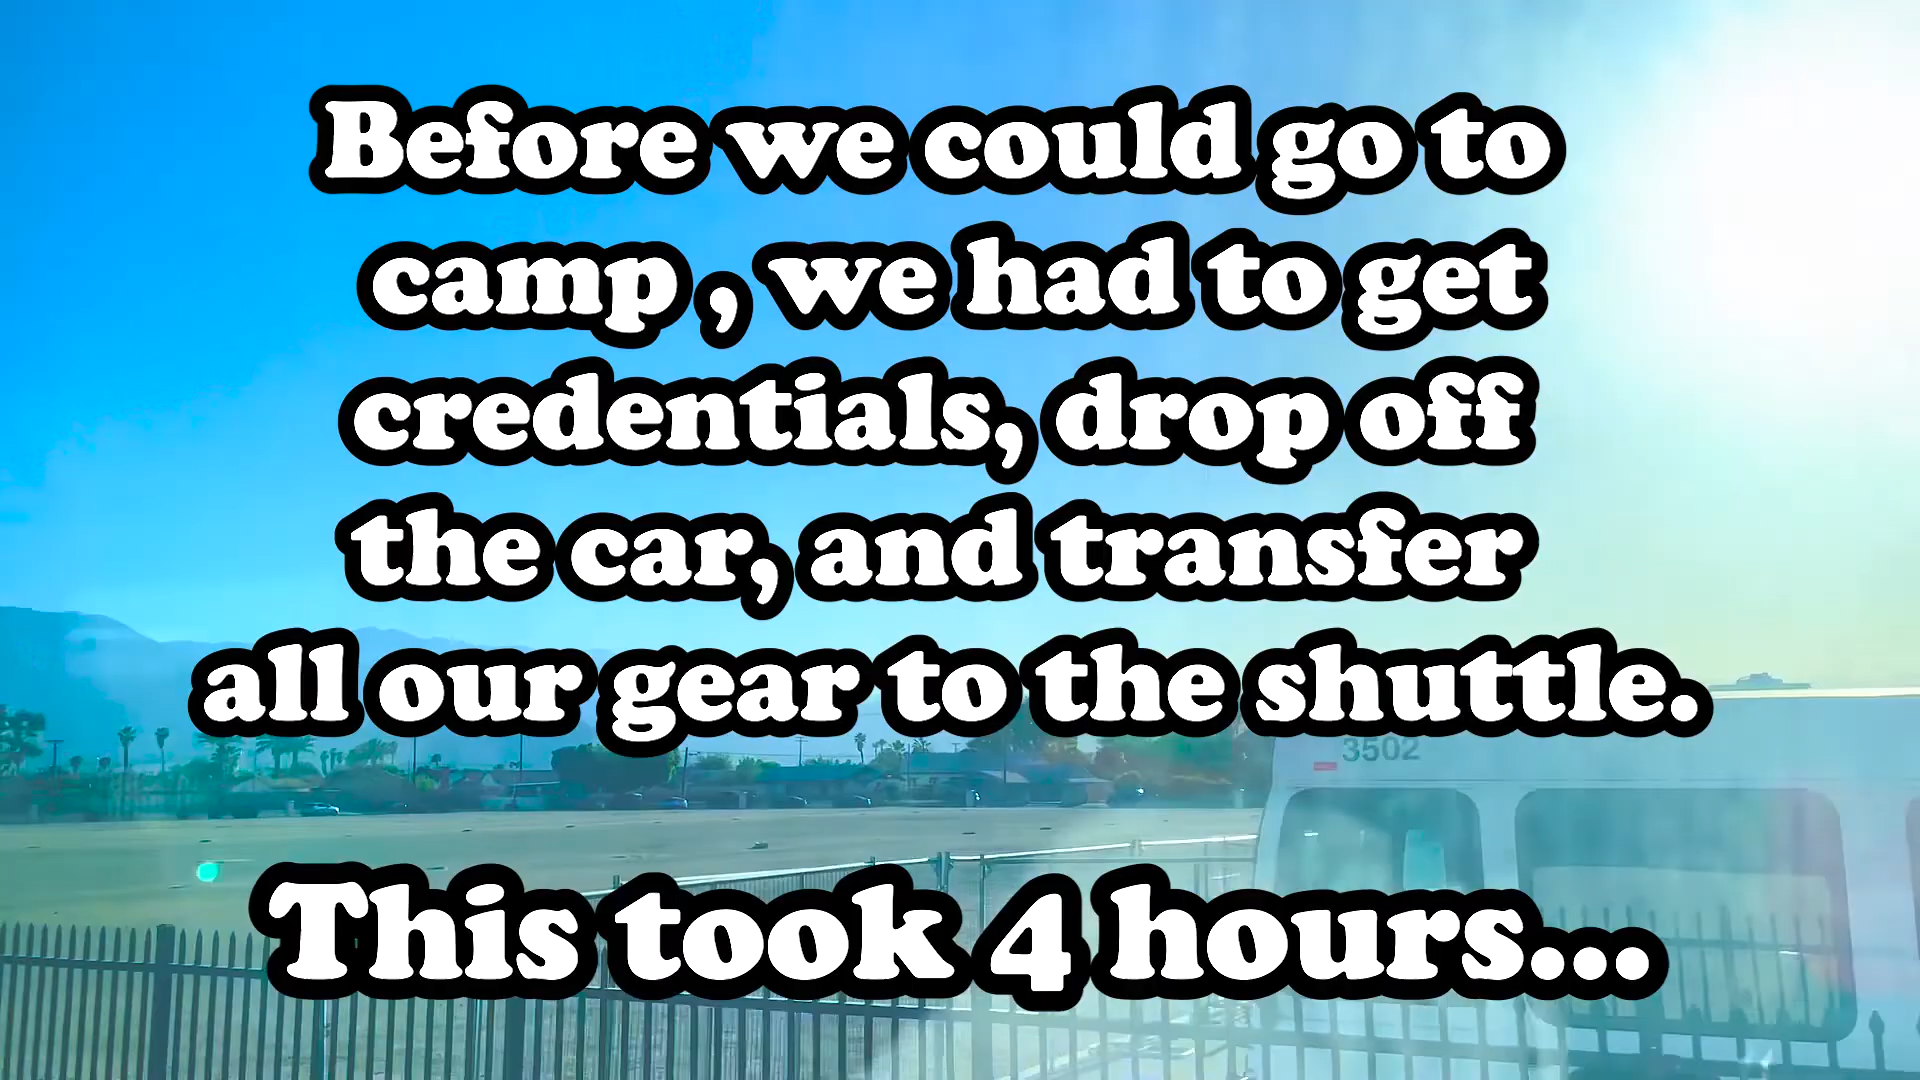 Before we could go to
camp , we had to get
credentials, drop off
the car, and transfer
all our gear to the shuttle.
3502
This took 4 hours...